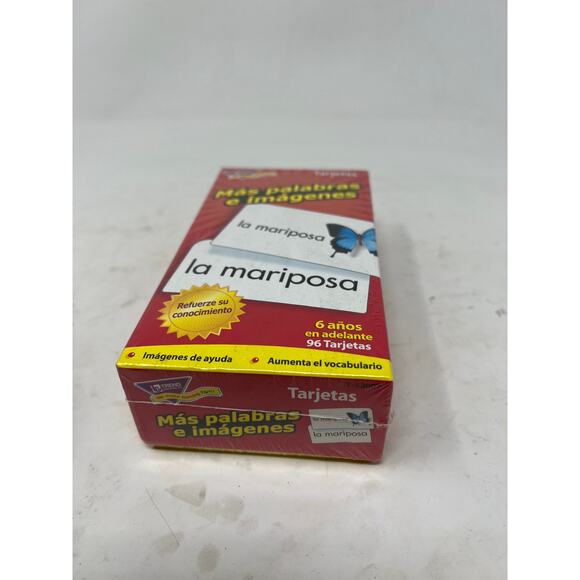 Tarjetas
Más palabras
e imágenes
la mariposa
la mariposa
Refuerze su
conocimiento
6 años
en adelante
96 Tarjetas
• Imágenes de ayuda • Aumenta el vocabulario
TREND
Tarjetas
Más palabras
e imágenes
la mariposa